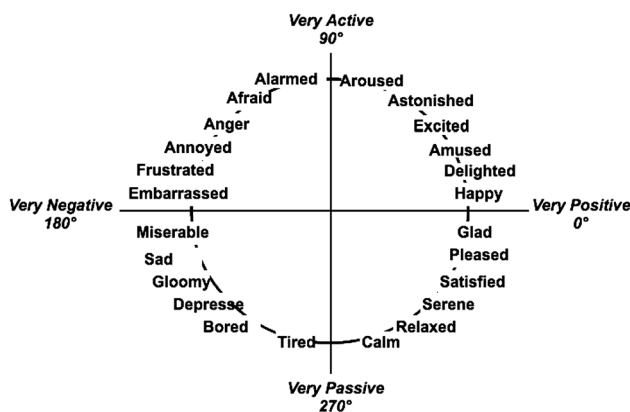 Very Active
90°
Alarmed Aroused
Afraid Astonished
Anger Excited
Annoyed Amused
Frustrated Delighted
Embarrassed Happy
Very Negative Very Positive
180° 0°
Miserable Glad
Sad Pleased
Gloomy Satisfied
Depresse Serene
Bored Relaxed
Tired Calm
Very Passive
270°